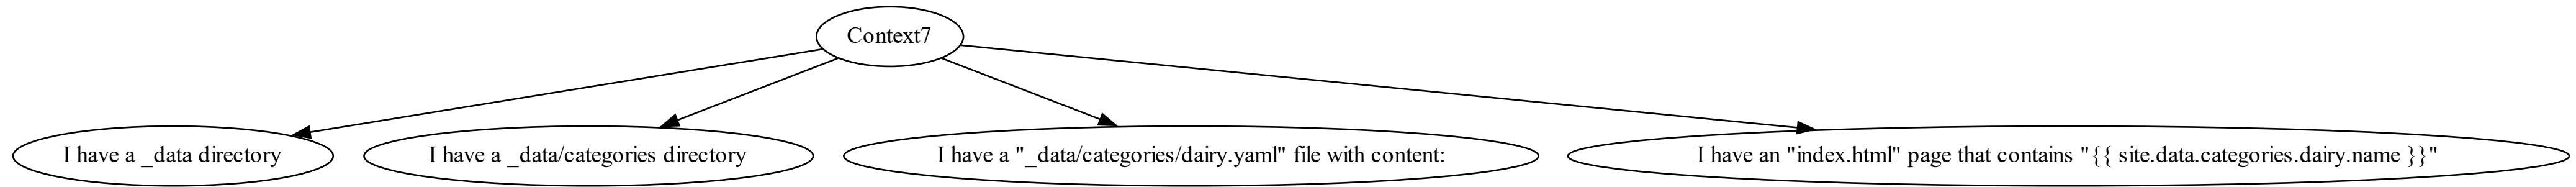 Context7
I have a _data directory
I have a _data/categories directory
I have a "_data/categories/dairy.yaml" file with content:
I have an "index.html" page that contains "{{ site.data.categories.dairy.name }}"